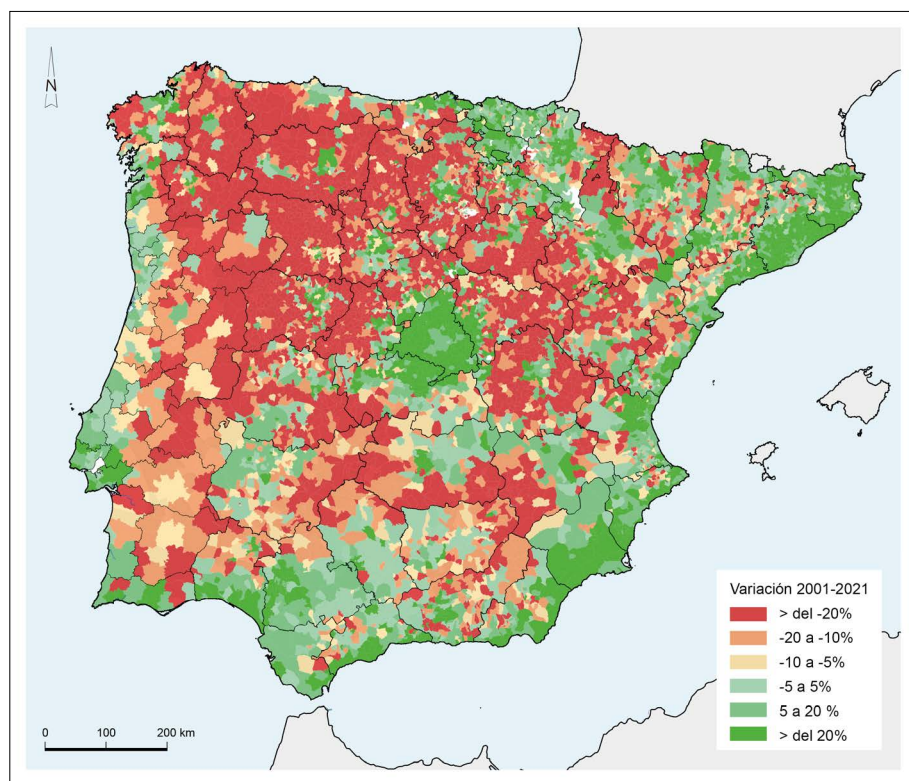 N
Variación 2001-2021
> del -20%
-20 a -10%
-10 a -5%
-5 a 5%
5 a 20 %
> del 20%
0 100 200 km